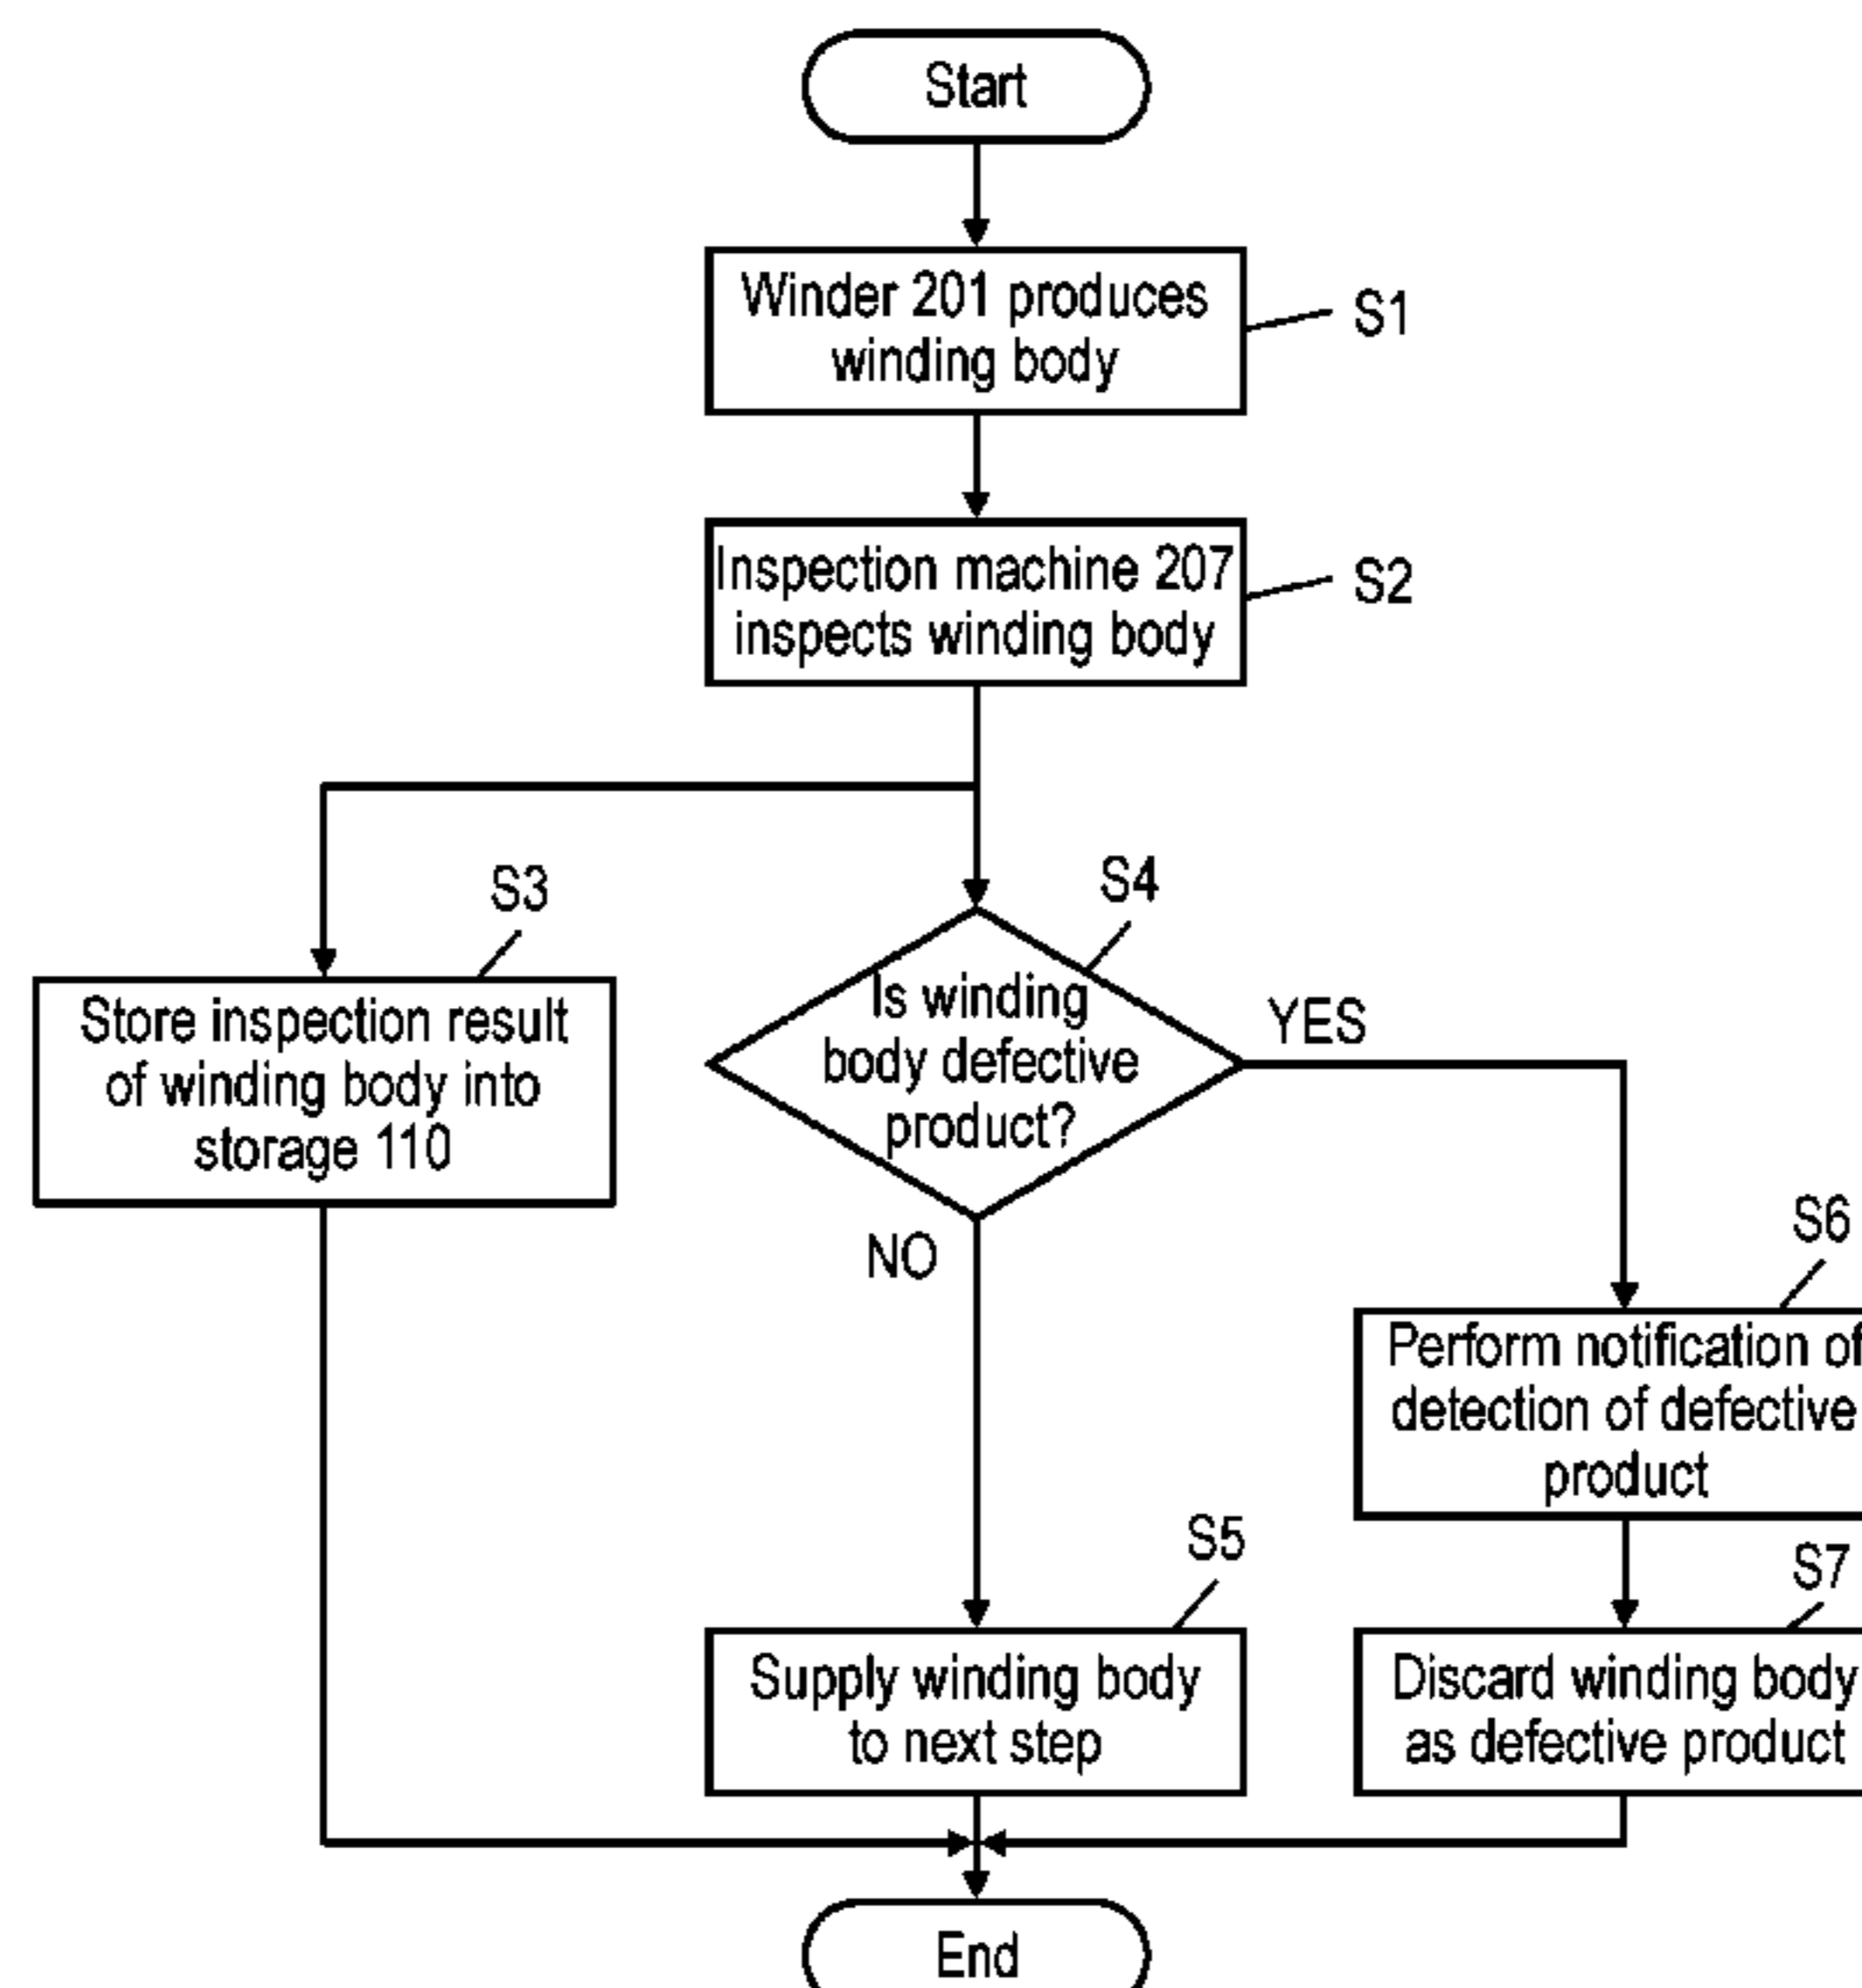 Start
Winder 201 produces
winding body
S1
Inspection machine 207
inspects winding body
S2
S3
Store inspection result
of winding body into
storage 110
S4
Is winding
body defective
product?
YES
NO
S6
Perform notification of
detection of defective
product
S5
Supply winding body
to next step
S7
Discard winding body
as defective product
End